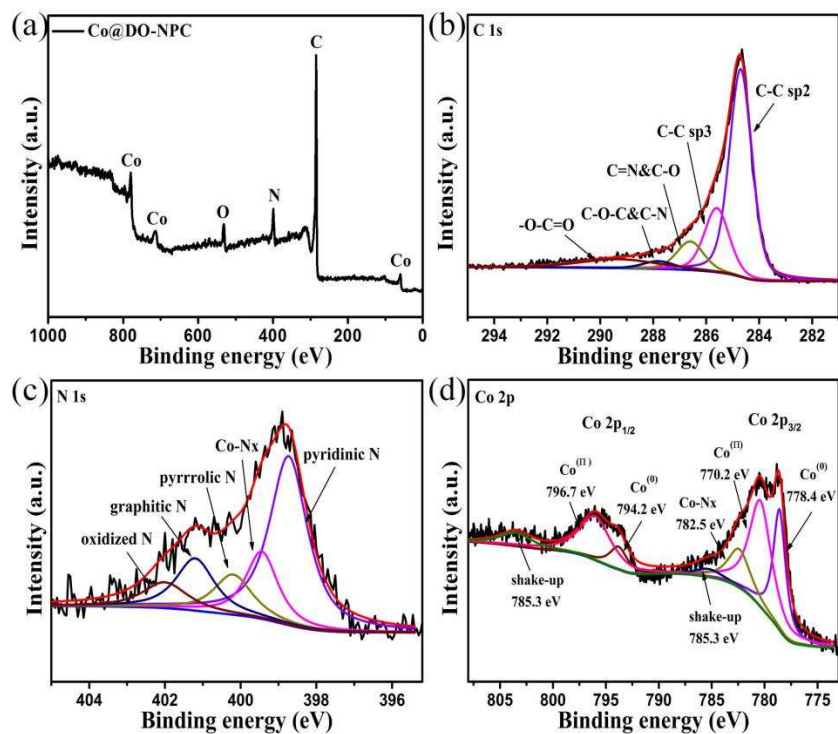 (a)
Co@DO-NPC
C
Co
Co
O
N
Co
Intensity (a.u.)
1000 800 600 400 200 0
Binding energy (eV)
(b)
C 1s
C-C sp2
C-C sp3
C=N&C-O
C-O-C&C-N
-O-C=O
Intensity (a.u.)
295 294 292 290 288 286 284 282
Binding energy (eV)
(c)
N 1s
Co-Nx
pyridinic N
pyrrrolic N
graphitic N
oxidized N
Intensity (a.u.)
404 402 400 398 396
Binding energy (eV)
(d)
Co 2p
Co 2p1/2
Co 2p3/2
Co(II)
796.7 eV
Co(0)
794.2 eV
Co-Nx
782.5 eV
Co(II)
770.2 eV
Co(0)
778.4 eV
shake-up
785.3 eV
shake-up
785.3 eV
Intensity (a.u.)
805 800 795 790 785 780 775
Binding energy (eV)